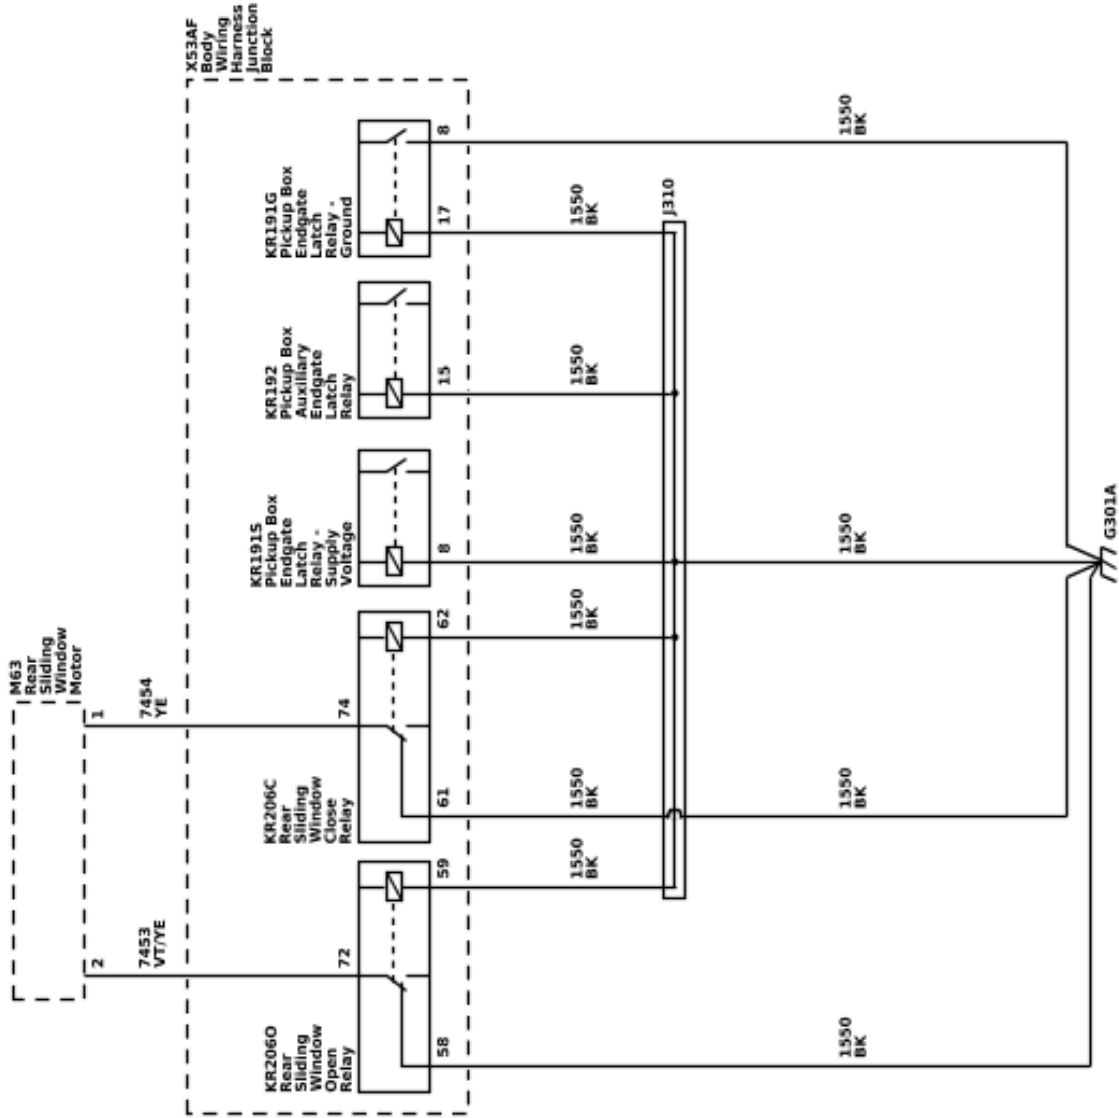 M63
Rear
Sliding
Window
Motor
2
1
7453
VT/YE
7454
YE
X53AF
Body
Wiring
Harness
Junction
Block
KR206O
Rear
Sliding
Window
Open
Relay
72
58
59
KR206C
Rear
Sliding
Window
Close
Relay
74
61
62
KR191S
Pickup Box
Endgate
Latch
Relay -
Supply
Voltage
8
KR192
Pickup Box
Auxiliary
Endgate
Latch
Relay
15
KR191G
Pickup Box
Endgate
Latch
Relay -
Ground
17
8
1550
BK
1550
BK
1550
BK
1550
BK
1550
BK
1550
BK
J310
1550
BK
1550
BK
1550
BK
1550
BK
G301A